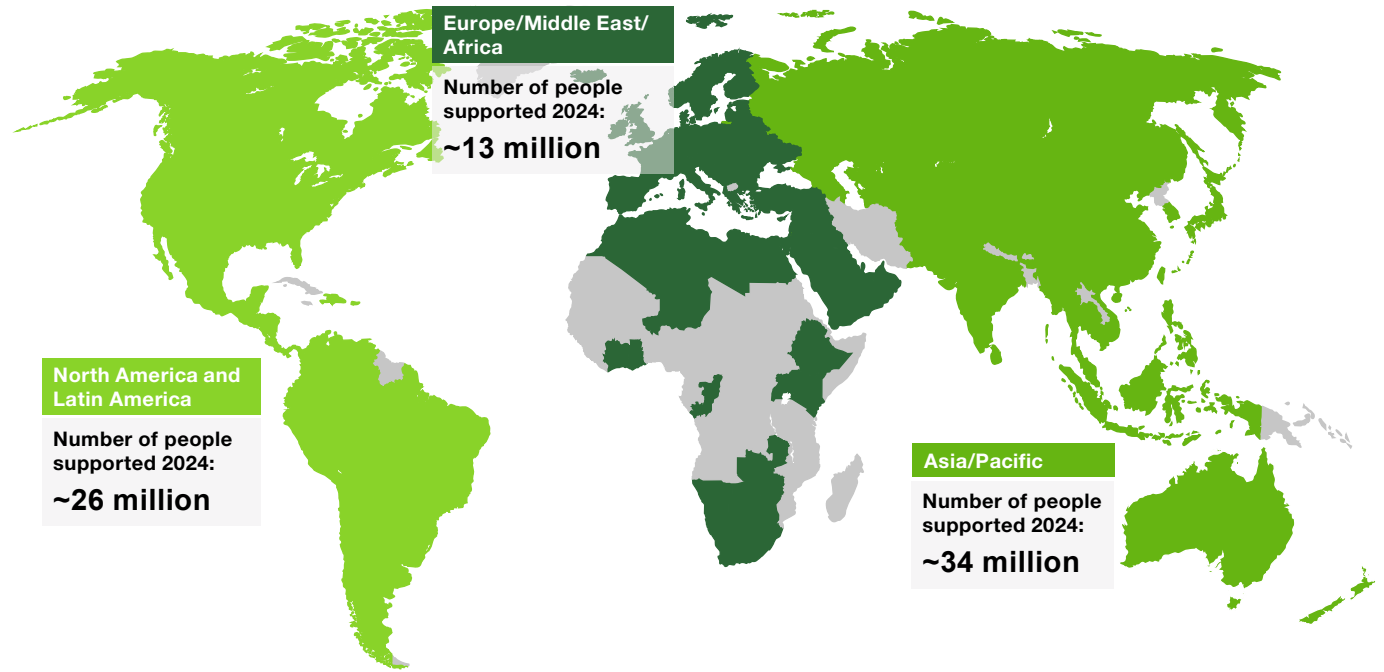 Europe/Middle East/
Africa
Number of people
supported 2024:
~13 million
North America and
Latin America
Number of people
supported 2024:
~26 million
Asia/Pacific
Number of people
supported 2024:
~34 million